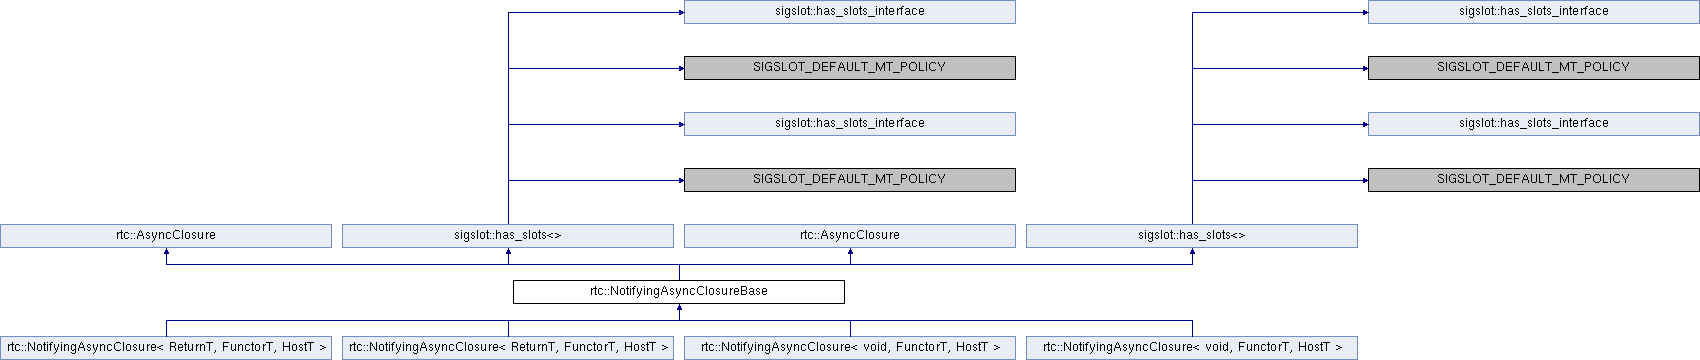 sigslot::has_slots_interface
sigslot::has_slots_interface
SIGSLOT_DEFAULT_MT_POLICY
SIGSLOT_DEFAULT_MT_POLICY
sigslot::has_slots_interface
sigslot::has_slots_interface
SIGSLOT_DEFAULT_MT_POLICY
SIGSLOT_DEFAULT_MT_POLICY
rtc::AsyncClosure
sigslot::has_slots<>
rtc::AsyncClosure
sigslot::has_slots<>
rtc::NotifyingAsyncClosureBase
rtc::NotifyingAsyncClosure< ReturnT, FunctorT, HostT >
rtc::NotifyingAsyncClosure< ReturnT, FunctorT, HostT >
rtc::NotifyingAsyncClosure< void, FunctorT, HostT >
rtc::NotifyingAsyncClosure< void, FunctorT, HostT >